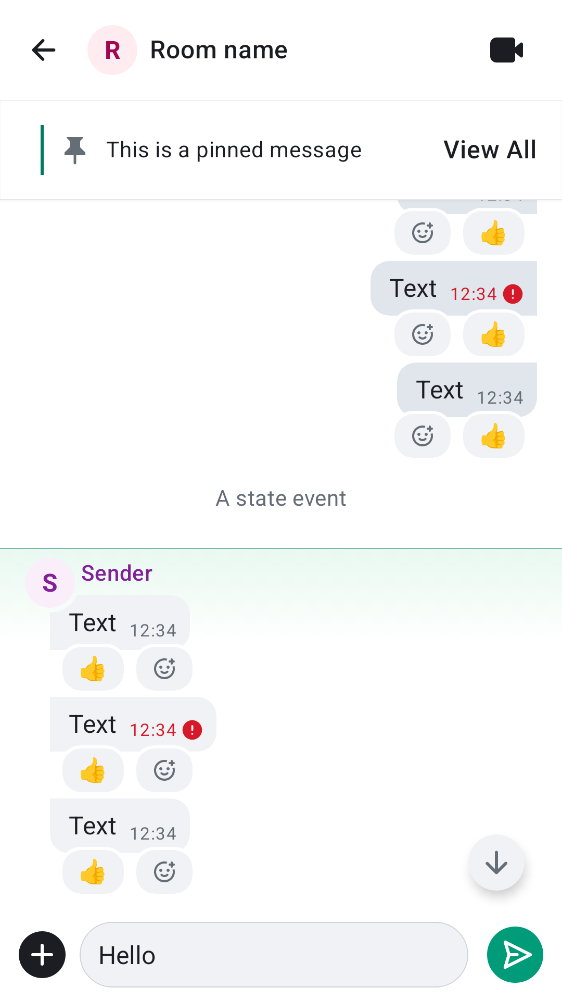 R Room name
This is a pinned message View All
Text 12:34
Text 12:34
A state event
S Sender
Text 12:34
Text 12:34
Text 12:34
Hello